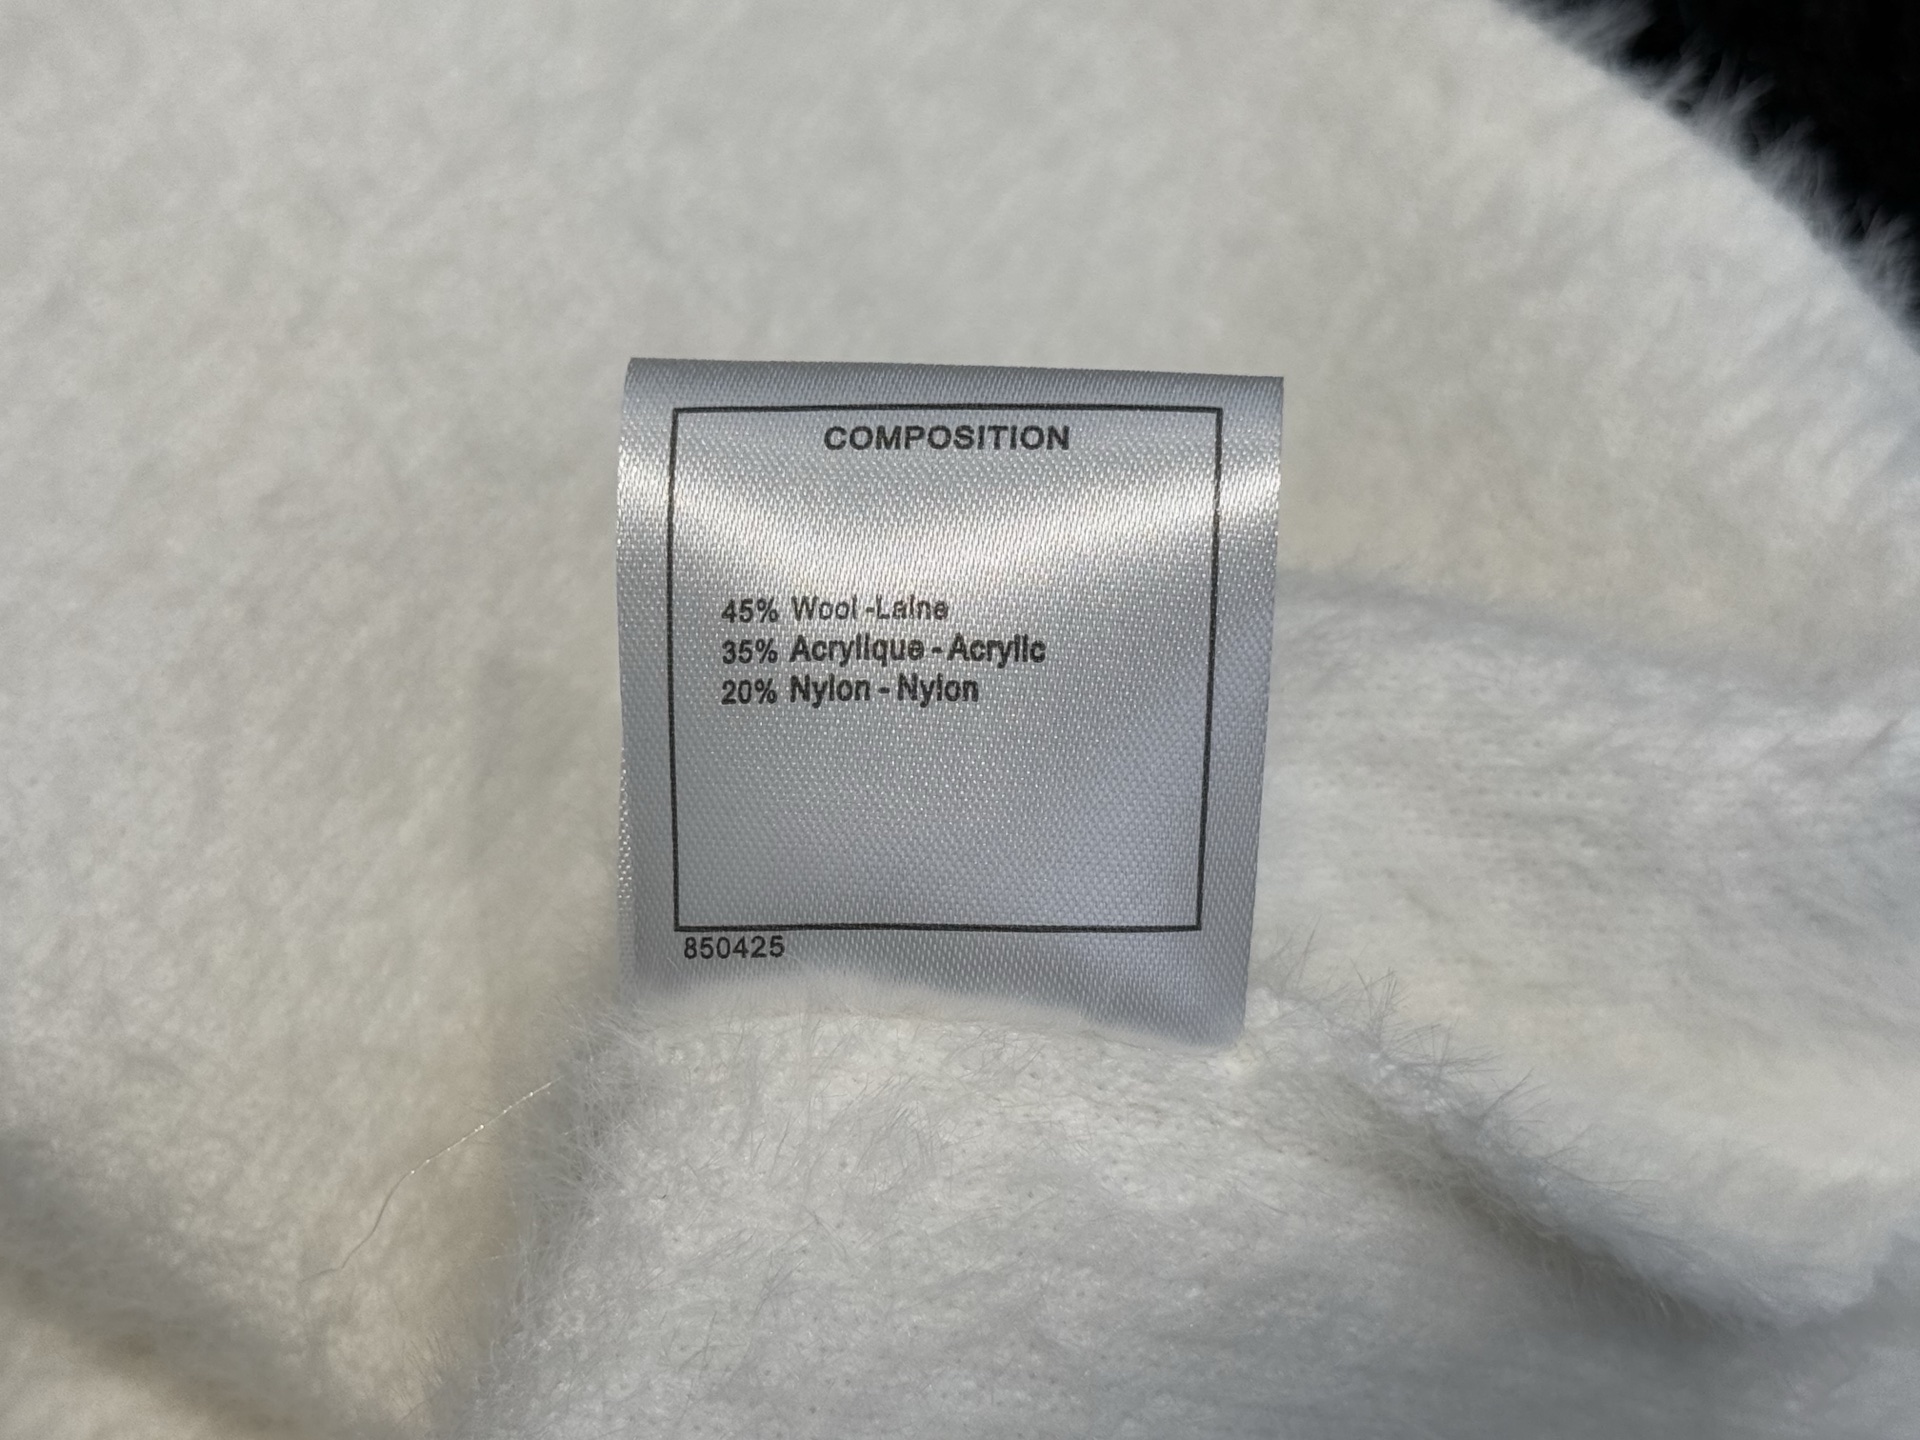 COMPOSITION
45% Wool -Laine
35% Acrylique - Acrylic
20% Nylon - Nylon
850425